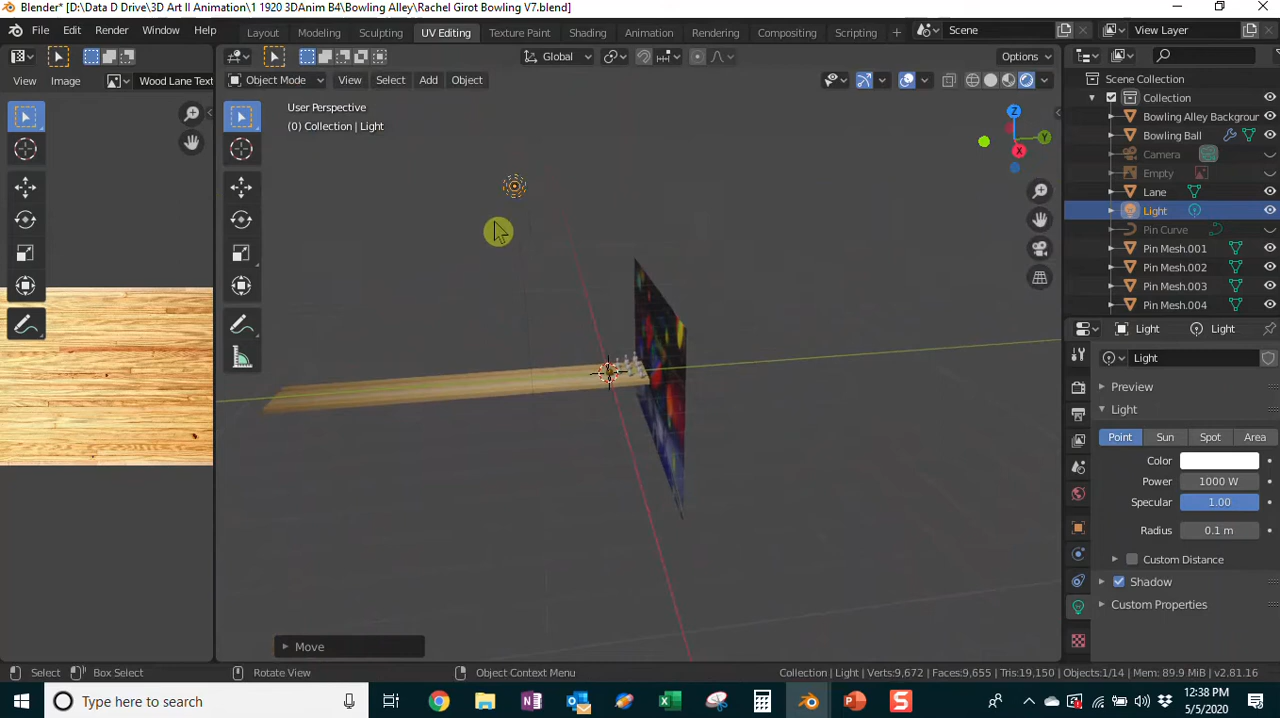 Blender* [D:\Data D Drive\3D Art II Animation\1 1920 3DAnim B4\Bowling Alley\Rachel Girot Bowling V7.blend]
File Edit Render Window Help Layout Modeling Sculpting UV Editing Texture Paint Shading Animation Rendering Compositing Scripting Scene View Layer
Global Options
View Image Wood Lane Text Object Mode View Select Add Object
Scene Collection
User Perspective
(0) Collection | Light
Collection
Bowling Alley Backgrour
Bowling Ball
Camera
Empty
Lane
Light
Pin Curve
Pin Mesh.001
Pin Mesh.002
Pin Mesh.003
Pin Mesh.004
Z
Y
X
Light Light
Light
Preview
Light
Point Sun Spot Area
Color
Power 1000 W
Specular 1.00
Radius 0.1 m
Custom Distance
Shadow
Custom Properties
Move
Select Box Select Rotate View Object Context Menu Collection | Light | Verts:9,672 | Faces:9,655 | Tris:19,150 | Objects:1/14 | Mem: 89.9 MiB | v2.81.16
Type here to search
12:38 PM
5/5/2020